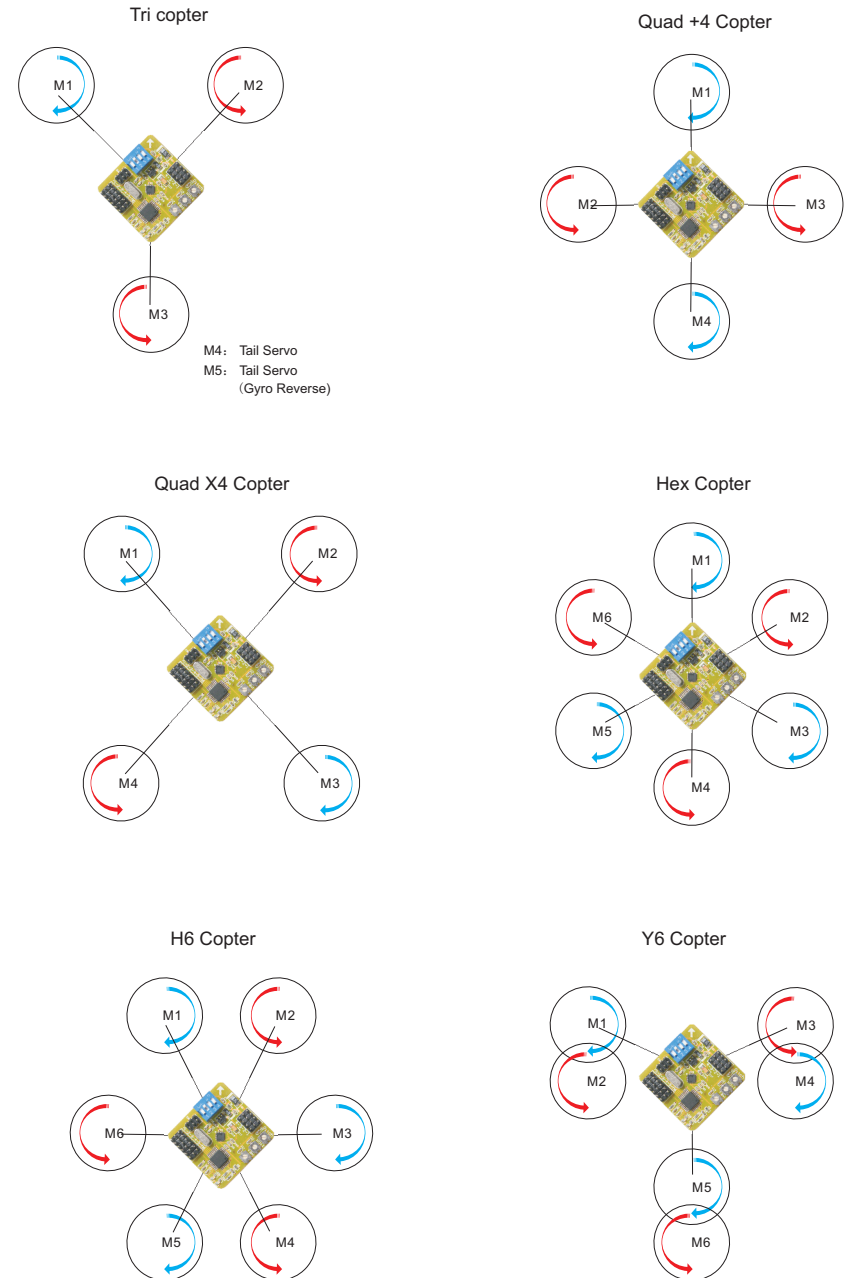 Tri copter
M1
M2
M3
M4: Tail Servo
M5: Tail Servo
(Gyro Reverse)
Quad +4 Copter
M1
M2
M3
M4
Quad X4 Copter
M1
M2
M4
M3
Hex Copter
M1
M6
M2
M5
M3
M4
H6 Copter
M1
M2
M6
M3
M5
M4
Y6 Copter
M1
M3
M2
M4
M5
M6